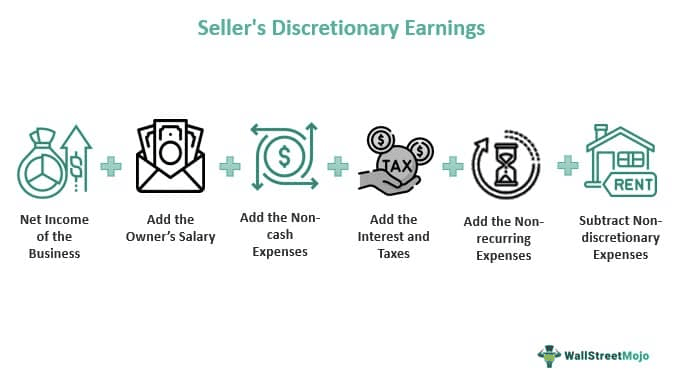 Seller's Discretionary Earnings
TAX
RENT
Net Income
of the
Business
Add the
Owner's Salary
Add the Non-
cash
Expenses
Add the
Interest and
Taxes
Add the Non-
recurring
Expenses
Subtract Non-
discretionary
Expenses
WallStreetMojo